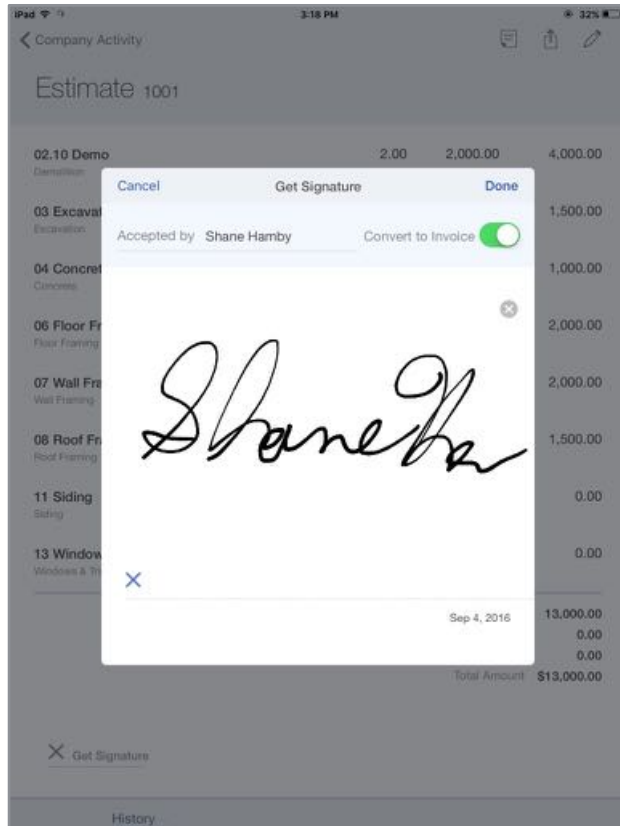 iPad 3:18 PM 32%
Company Activity
Estimate 1001
02.10 Demo 2.00 2,000.00 4,000.00
Demolition
Cancel Get Signature Done
03 Excavat 1,500.00
Excavation
Accepted by Shane Hamby Convert to Invoice
04 Concret 1,000.00
Concrete
06 Floor Fr 2,000.00
Floor Framing
07 Wall Fra 2,000.00
Wall Framing
Shane Ha
08 Roof Fr 1,500.00
Roof Framing
11 Siding 0.00
Siding
13 Window 0.00
Windows & Tri
Sep 4, 2016 13,000.00
0.00
0.00
Total Amount $13,000.00
Get Signature
History